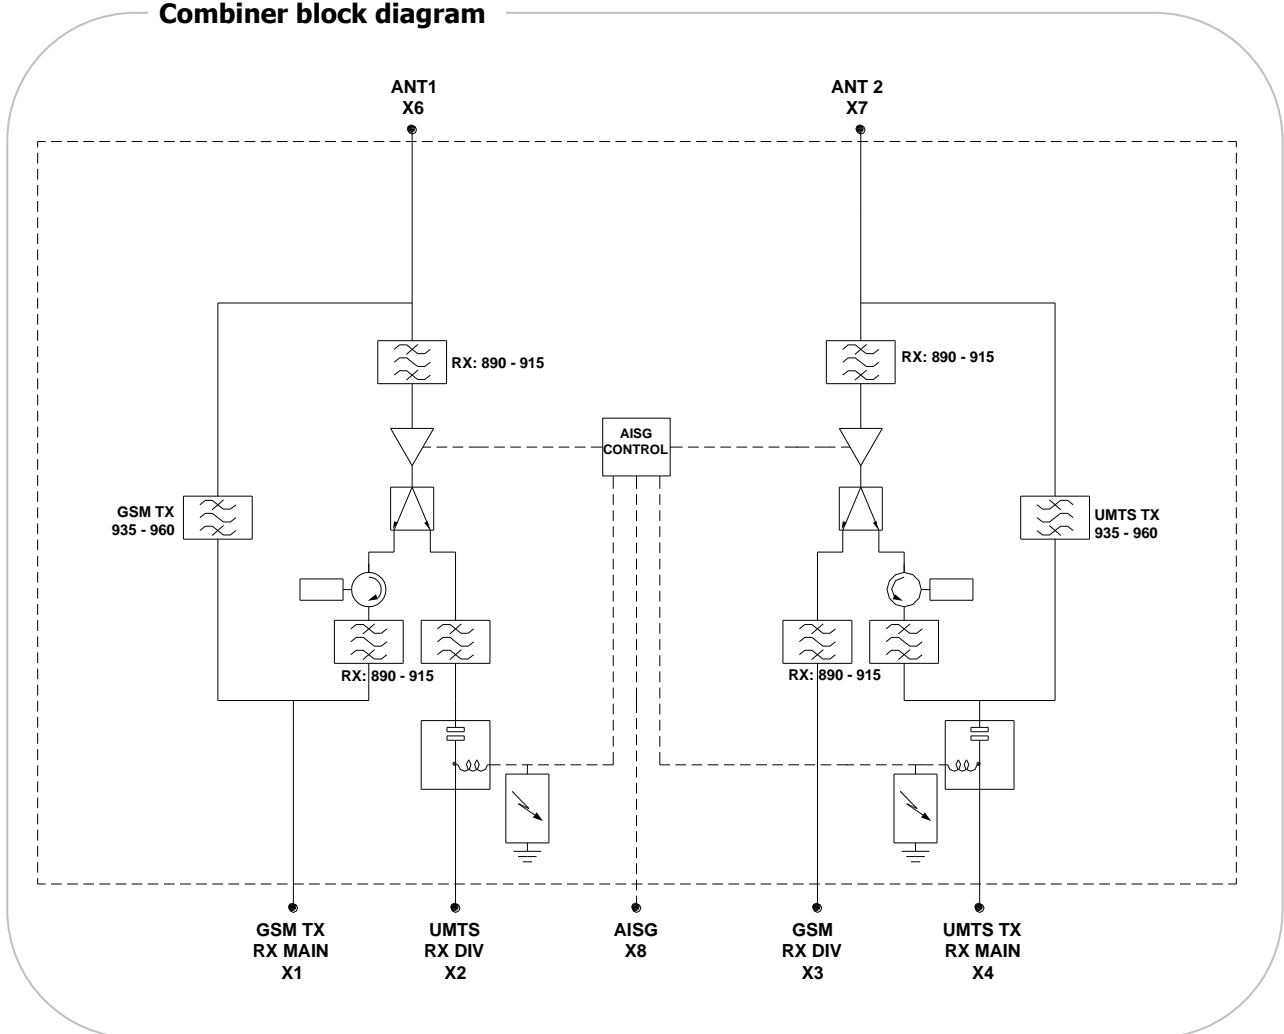 Combiner block diagram
ANT1
X6
ANT 2
X7
RX: 890 - 915
RX: 890 - 915
AISG
CONTROL
GSM TX
935 - 960
UMTS TX
935 - 960
RX: 890 - 915
RX: 890 - 915
GSM TX
RX MAIN
X1
UMTS
RX DIV
X2
AISG
X8
GSM
RX DIV
X3
UMTS TX
RX MAIN
X4